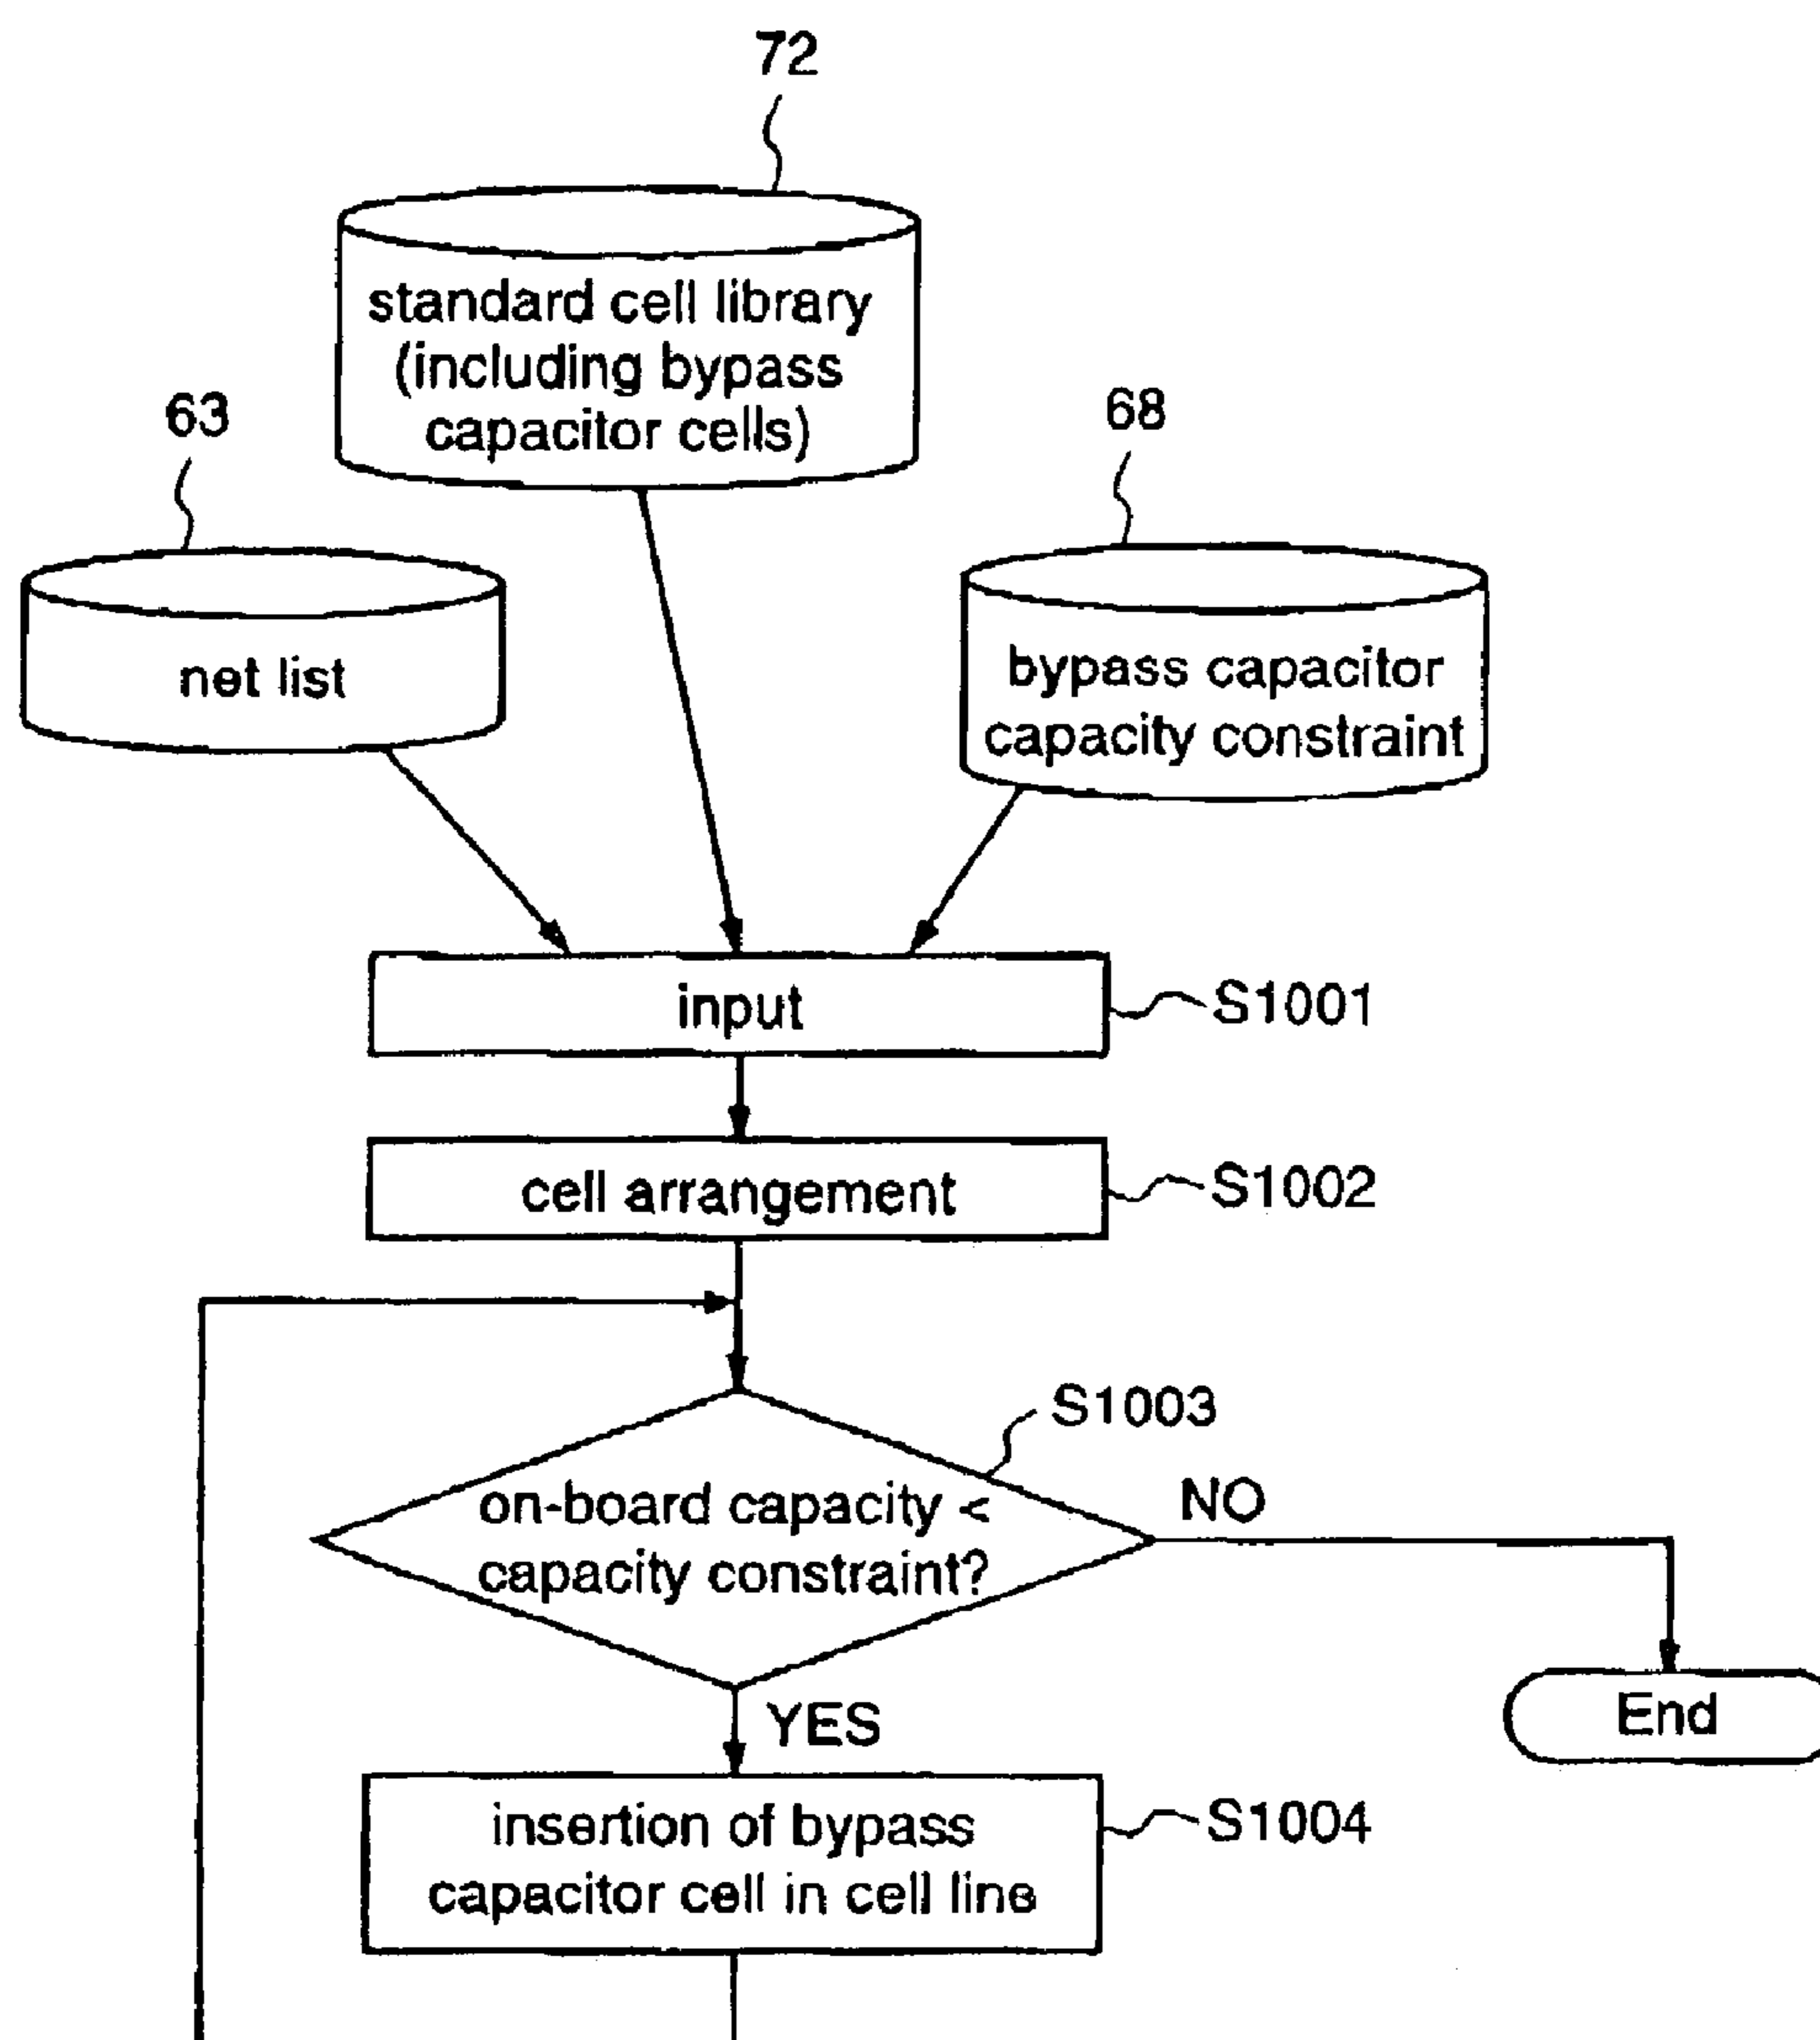 72
standard cell library
(including bypass
capacitor cells)
63
68
net list
bypass capacitor
capacity constraint
input
S1001
cell arrangement
S1002
S1003
on-board capacity <
capacity constraint?
NO
YES
End
insertion of bypass
capacitor cell in cell line
S1004